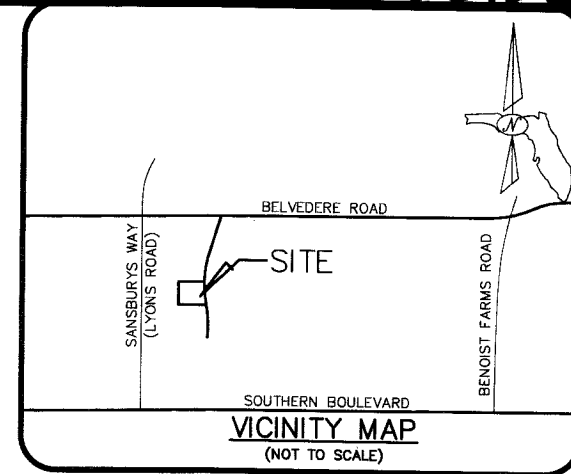 N
BELVEDERE ROAD
SANSBURYS WAY
(LYONS ROAD)
SITE
BENOIST FARMS ROAD
SOUTHERN BOULEVARD
VICINITY MAP
(NOT TO SCALE)